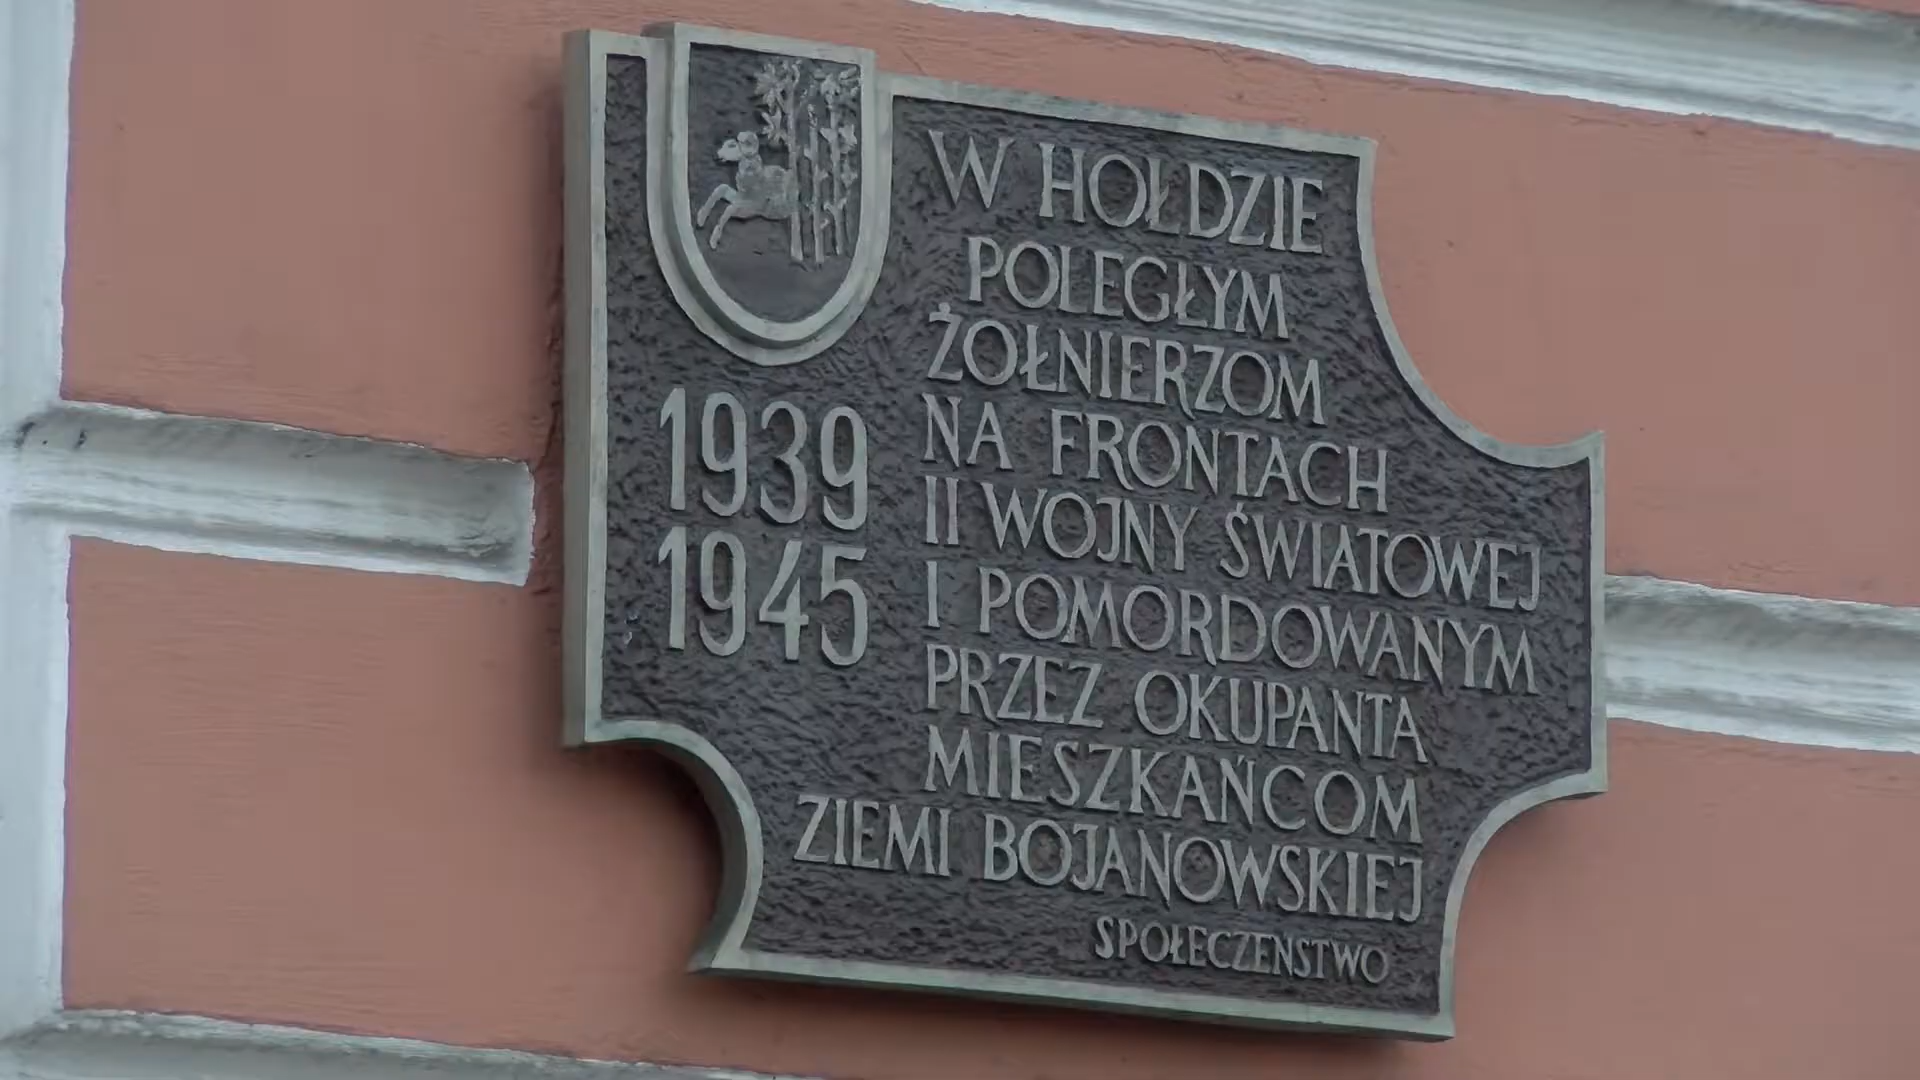 1939
1945
W HOŁDZIE
POLEGŁYM
ŻOŁNIERZOM
NA FRONTACH
II WOJNY ŚWIATOWEJ
I POMORDOWANYM
PRZEZ OKUPANTA
MIESZKAŃCOM
ZIEMI BOJANOWSKIEJ
SPOŁECZEŃSTWO